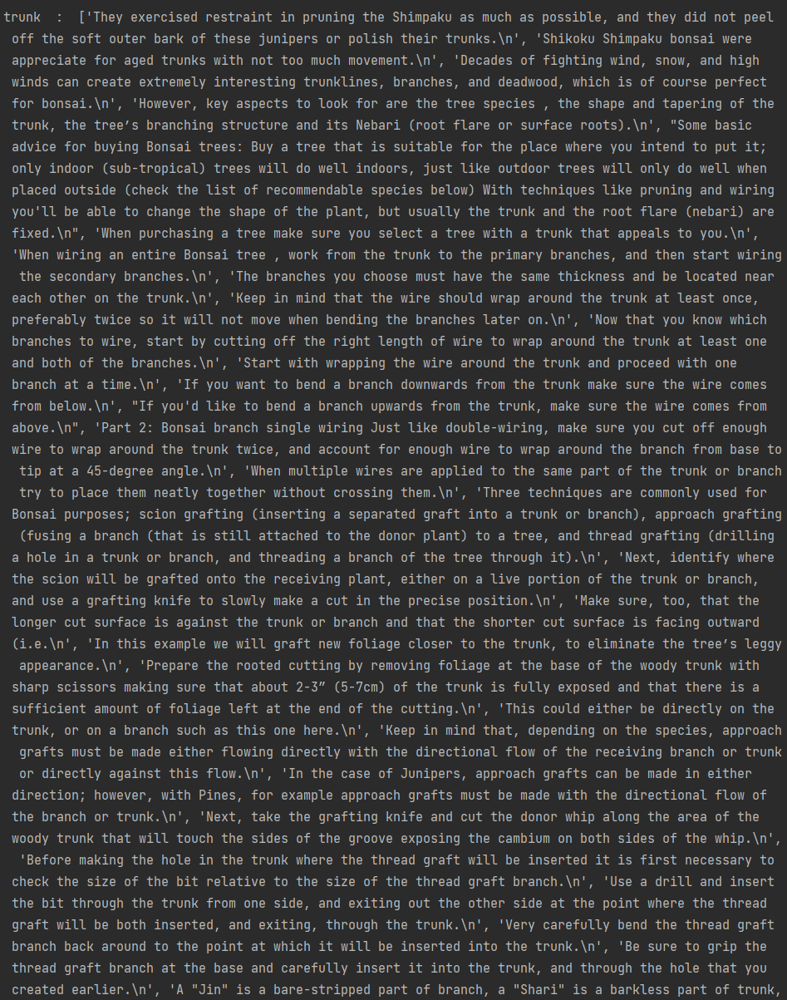 trunk  :  ['They exercised restraint in pruning the Shimpaku as much as possible, and they did not peel
off the soft outer bark of these junipers or polish their trunks.\n', 'Shikoku Shimpaku bonsai were
appreciate for aged trunks with not too much movement.\n', 'Decades of fighting wind, snow, and high
winds can create extremely interesting trunklines, branches, and deadwood, which is of course perfect
for bonsai.\n', 'However, key aspects to look for are the tree species , the shape and tapering of the
trunk, the tree’s branching structure and its Nebari (root flare or surface roots).\n', "Some basic
advice for buying Bonsai trees: Buy a tree that is suitable for the place where you intend to put it;
only indoor (sub-tropical) trees will do well indoors, just like outdoor trees will only do well when
placed outside (check the list of recommendable species below) With techniques like pruning and wiring
you'll be able to change the shape of the plant, but usually the trunk and the root flare (nebari) are
fixed.\n", 'When purchasing a tree make sure you select a tree with a trunk that appeals to you.\n',
'When wiring an entire Bonsai tree , work from the trunk to the primary branches, and then start wiring
the secondary branches.\n', 'The branches you choose must have the same thickness and be located near
each other on the trunk.\n', 'Keep in mind that the wire should wrap around the trunk at least once,
preferably twice so it will not move when bending the branches later on.\n', 'Now that you know which
branches to wire, start by cutting off the right length of wire to wrap around the trunk at least one
and both of the branches.\n', 'Start with wrapping the wire around the trunk and proceed with one
branch at a time.\n', 'If you want to bend a branch downwards from the trunk make sure the wire comes
from below.\n', "If you'd like to bend a branch upwards from the trunk, make sure the wire comes from
above.\n", 'Part 2: Bonsai branch single wiring Just like double-wiring, make sure you cut off enough
wire to wrap around the trunk twice, and account for enough wire to wrap around the branch from base to
tip at a 45-degree angle.\n', 'When multiple wires are applied to the same part of the trunk or branch
try to place them neatly together without crossing them.\n', 'Three techniques are commonly used for
Bonsai purposes; scion grafting (inserting a separated graft into a trunk or branch), approach grafting
(fusing a branch (that is still attached to the donor plant) to a tree, and thread grafting (drilling
a hole in a trunk or branch, and threading a branch of the tree through it).\n', 'Next, identify where
the scion will be grafted onto the receiving plant, either on a live portion of the trunk or branch,
and use a grafting knife to slowly make a cut in the precise position.\n', 'Make sure, too, that the
longer cut surface is against the trunk or branch and that the shorter cut surface is facing outward
(i.e.\n', 'In this example we will graft new foliage closer to the trunk, to eliminate the tree’s leggy
appearance.\n', 'Prepare the rooted cutting by removing foliage at the base of the woody trunk with
sharp scissors making sure that about 2-3” (5-7cm) of the trunk is fully exposed and that there is a
sufficient amount of foliage left at the end of the cutting.\n', 'This could either be directly on the
trunk, or on a branch such as this one here.\n', 'Keep in mind that, depending on the species, approach
grafts must be made either flowing directly with the directional flow of the receiving branch or trunk
or directly against this flow.\n', 'In the case of Junipers, approach grafts can be made in either
direction; however, with Pines, for example approach grafts must be made with the directional flow of
the branch or trunk.\n', 'Next, take the grafting knife and cut the donor whip along the area of the
woody trunk that will touch the sides of the groove exposing the cambium on both sides of the whip.\n',
'Before making the hole in the trunk where the thread graft will be inserted it is first necessary to
check the size of the bit relative to the size of the thread graft branch.\n', 'Use a drill and insert
the bit through the trunk from one side, and exiting out the other side at the point where the thread
graft will be both inserted, and exiting, through the trunk.\n', 'Very carefully bend the thread graft
branch back around to the point at which it will be inserted into the trunk.\n', 'Be sure to grip the
thread graft branch at the base and carefully insert it into the trunk, and through the hole that you
created earlier.\n', 'A "Jin" is a bare-stripped part of branch, a "Shari" is a barkless part of trunk,